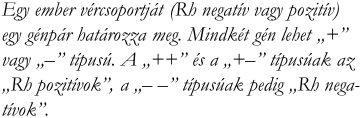 Egy ember vércsoportját (Rh negatív vagy pozitív)
egy génpár határozza meg. Mindkét gén lehet „+”
vagy „–” típusú. A „++” és a „+–” típusúak az
„Rh pozitívok”, a „– –” típusúak pedig „Rh nega-
tívok”.